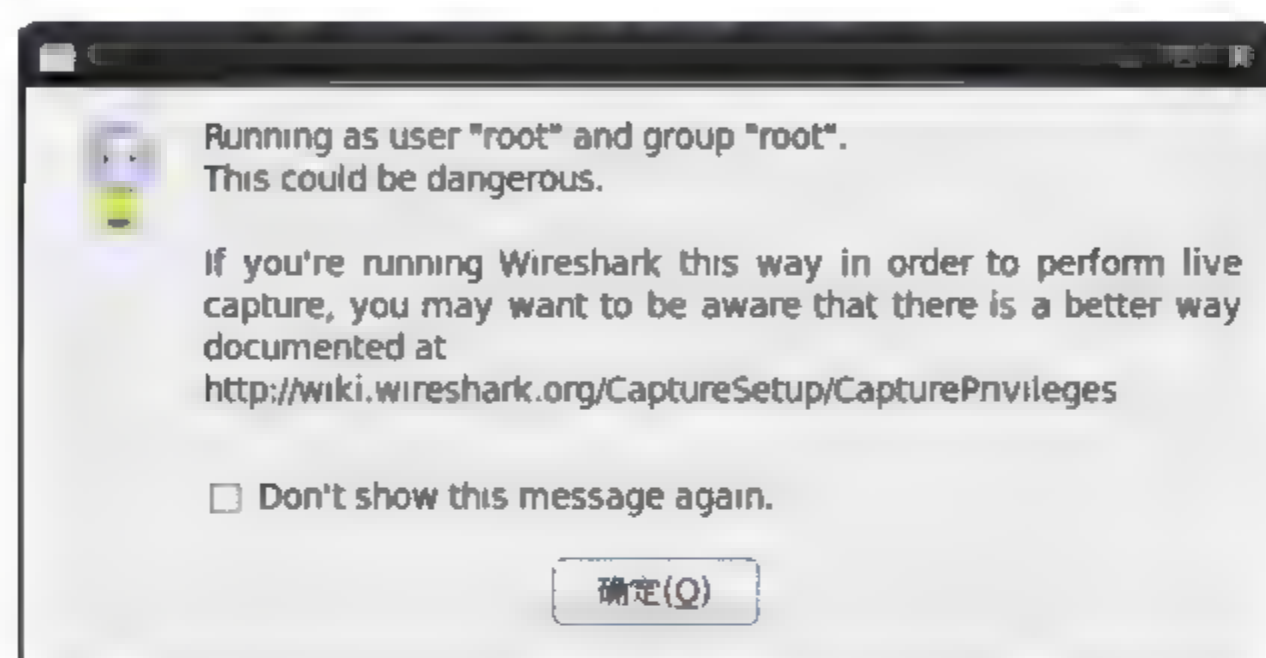 Running as user "root" and group "root".
This could be dangerous.
If you're running Wireshark this way in order to perform live
capture, you may want to be aware that there is a better way
documented at
http://wiki.wireshark.org/CaptureSetup/CapturePrivileges
Don't show this message again.
确定(O)